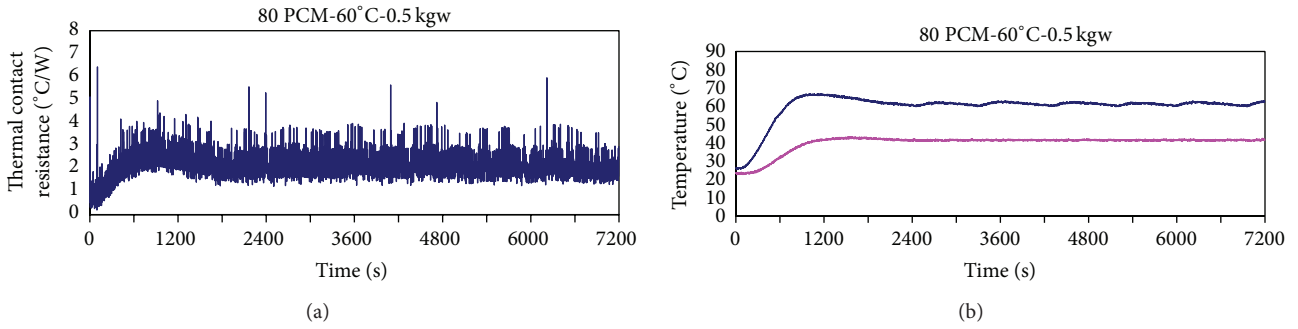 80 PCM-60°C-0.5 kgw
Thermal contact
resistance (°C/W)
8
7
6
5
4
3
2
1
0
0 1200 2400 3600 4800 6000 7200
Time (s)
(a)
80 PCM-60°C-0.5 kgw
Temperature (°C)
90
80
70
60
50
40
30
20
10
0
0 1200 2400 3600 4800 6000 7200
Time (s)
(b)